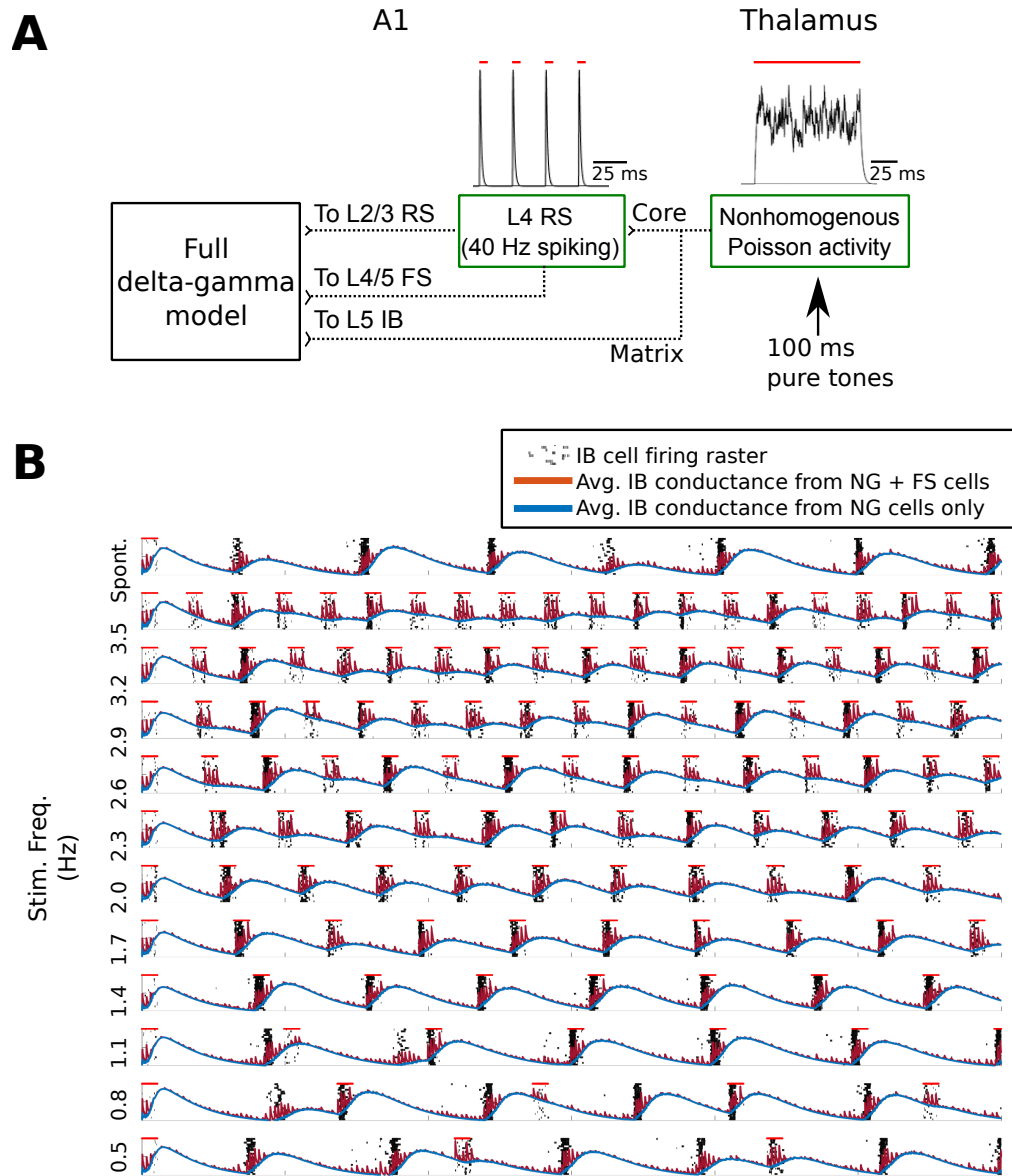 A
A1
Thalamus
25 ms
25 ms
To L2/3 RS
L4 RS
(40 Hz spiking)
Core
Nonhomogenous
Poisson activity
Full
delta-gamma
model
To L4/5 FS
To L5 IB
Matrix
100 ms
pure tones
B
IB cell firing raster
Avg. IB conductance from NG + FS cells
Avg. IB conductance from NG cells only
Stim. Freq.
(Hz)
Spont.
3.5
3.2
2.9
2.6
2.3
2.0
1.7
1.4
1.1
0.8
0.5